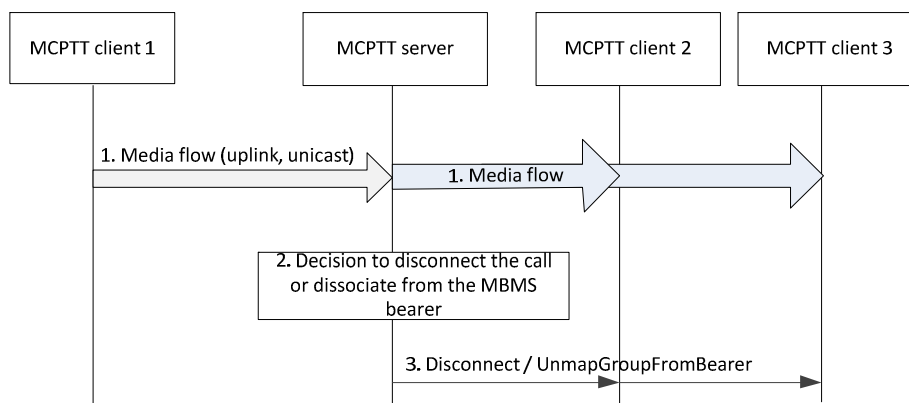 MCPTT client 1
MCPTT server
MCPTT client 2
MCPTT client 3
1. Media flow (uplink, unicast)
1. Media flow
2. Decision to disconnect the call
or dissociate from the MBMS
bearer
3. Disconnect / UnmapGroupFromBearer